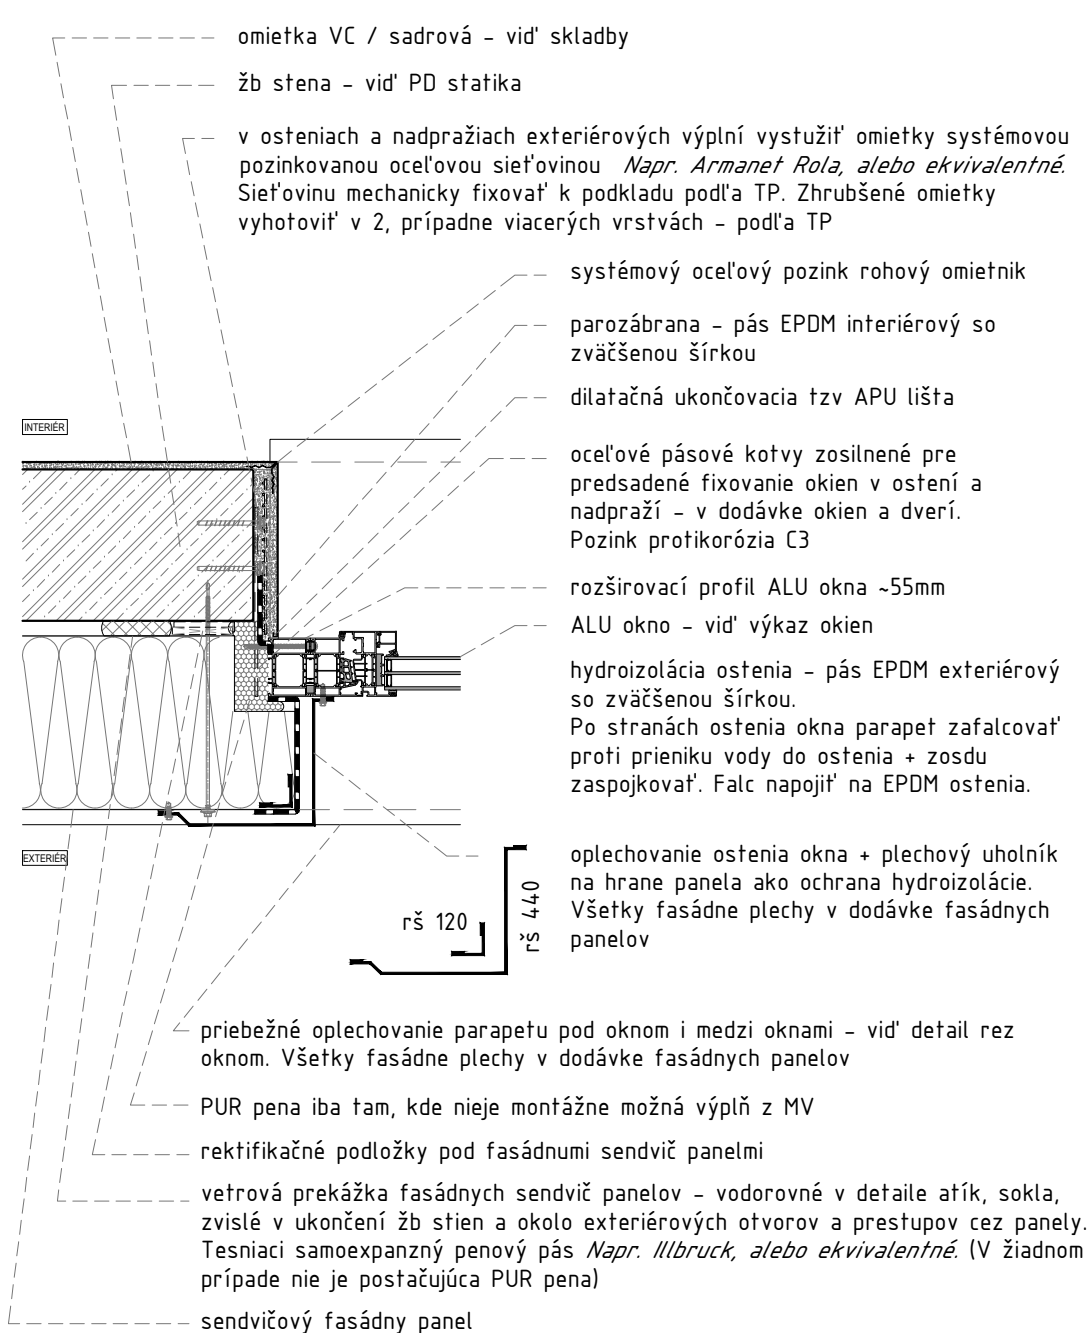 omietka VC / sadrová - viď skladby
žb stena - viď PD statika
v osteniach a nadpražiach exteriérových výplní vystužiť omietky systémovou
pozinkovanou oceľovou sieťovinou Napr. Armanet Rola, alebo ekvivalentné.
Sieťovinu mechanicky fixovať k podkladu podľa TP. Zhrubšené omietky
vyhotoviť v 2, prípadne viacerých vrstvách - podľa TP
systémový oceľový pozink rohový omietnik
parozábrana - pás EPDM interiérový so
zväčšenou šírkou
dilatačná ukončovacia tzv APU lišta
INTERIÉR
oceľové pásové kotvy zosilnené pre
predsadené fixovanie okien v ostení a
nadpraží - v dodávke okien a dverí.
Pozink protikorózia C3
rozširovací profil ALU okna ~55mm
ALU okno - viď výkaz okien
hydroizolácia ostenia - pás EPDM exteriérový
so zväčšenou šírkou.
Po stranách ostenia okna parapet zafalcovať
proti prieniku vody do ostenia + zosdu
zaspojkovať. Falc napojiť na EPDM ostenia.
EXTERIÉR
oplechovanie ostenia okna + plechový uholník
na hrane panela ako ochrana hydroizolácie.
Všetky fasádne plechy v dodávke fasádnych
panelov
rš 120
rš 440
priebežné oplechovanie parapetu pod oknom i medzi oknami - viď detail rez
oknom. Všetky fasádne plechy v dodávke fasádnych panelov
PUR pena iba tam, kde nieje montážne možná výplň z MV
rektifikačné podložky pod fasádnumi sendvič panelmi
vetrová prekážka fasádnych sendvič panelov - vodorovné v detaile atík, sokla,
zvislé v ukončení žb stien a okolo exteriérových otvorov a prestupov cez panely.
Tesniaci samoexpanzný penový pás Napr. Illbruck, alebo ekvivalentné. (V žiadnom
prípade nie je postačujúca PUR pena)
sendvičový fasádny panel